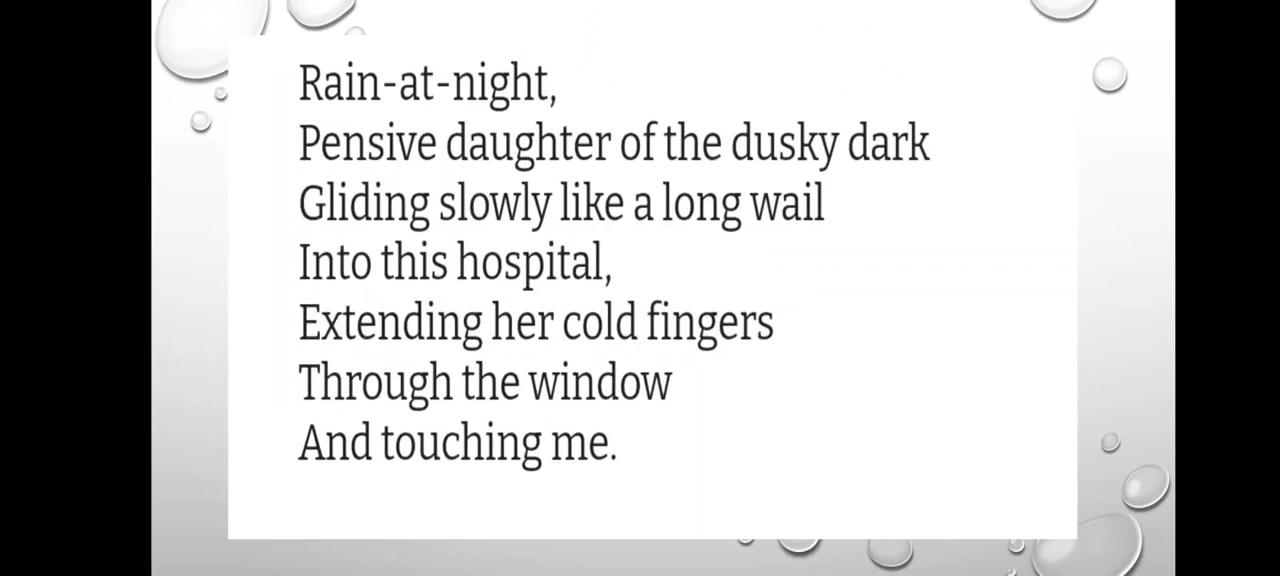 Rain-at-night,
Pensive daughter of the dusky dark
Gliding slowly like a long wail
Into this hospital,
Extending her cold fingers
Through the window
And touching me.